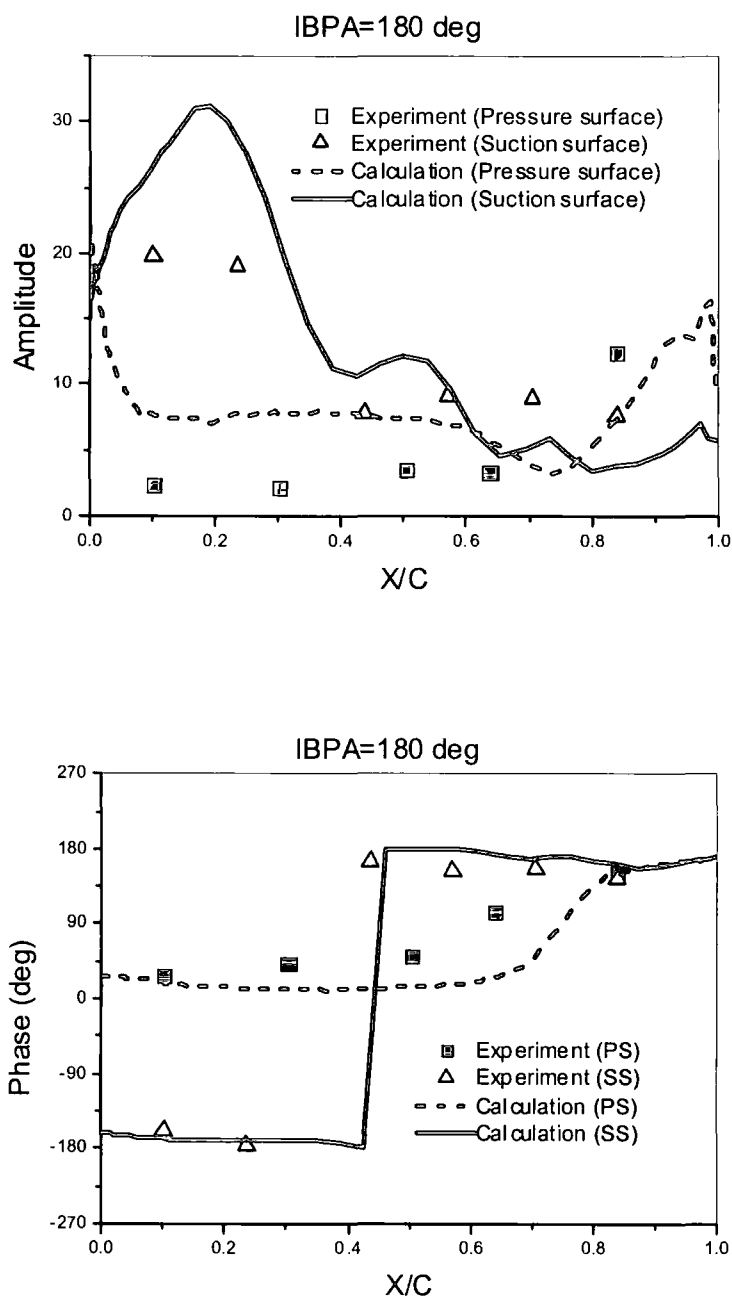 IBPA=180 deg
30
20
10
0
Amplitude
Experiment (Pressure surface)
Experiment (Suction surface)
Calculation (Pressure surface)
Calculation (Suction surface)
0.0 0.2 0.4 0.6 0.8 1.0
X/C
IBPA=180 deg
270
180
90
0
-90
-180
-270
Phase (deg)
Experiment (PS)
Experiment (SS)
Calculation (PS)
Calculation (SS)
0.0 0.2 0.4 0.6 0.8 1.0
X/C